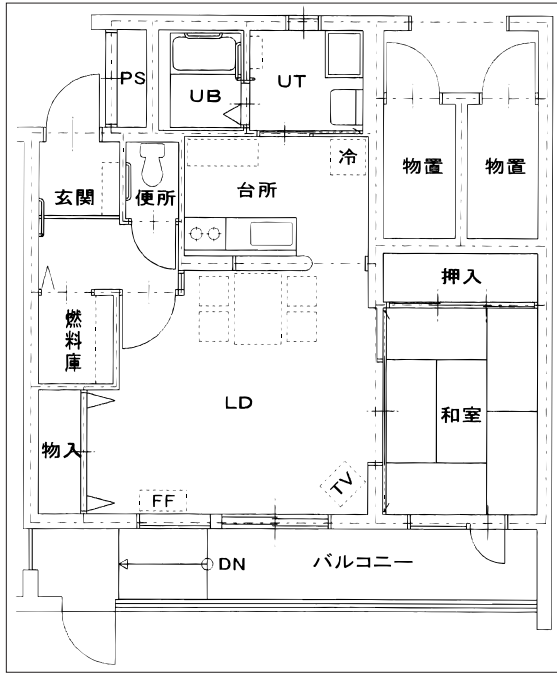 PS
UB
UT
冷
玄関
便所
台所
物置
物置
押入
燃料庫
LD
和室
物入
FF
TV
DN
バルコニー